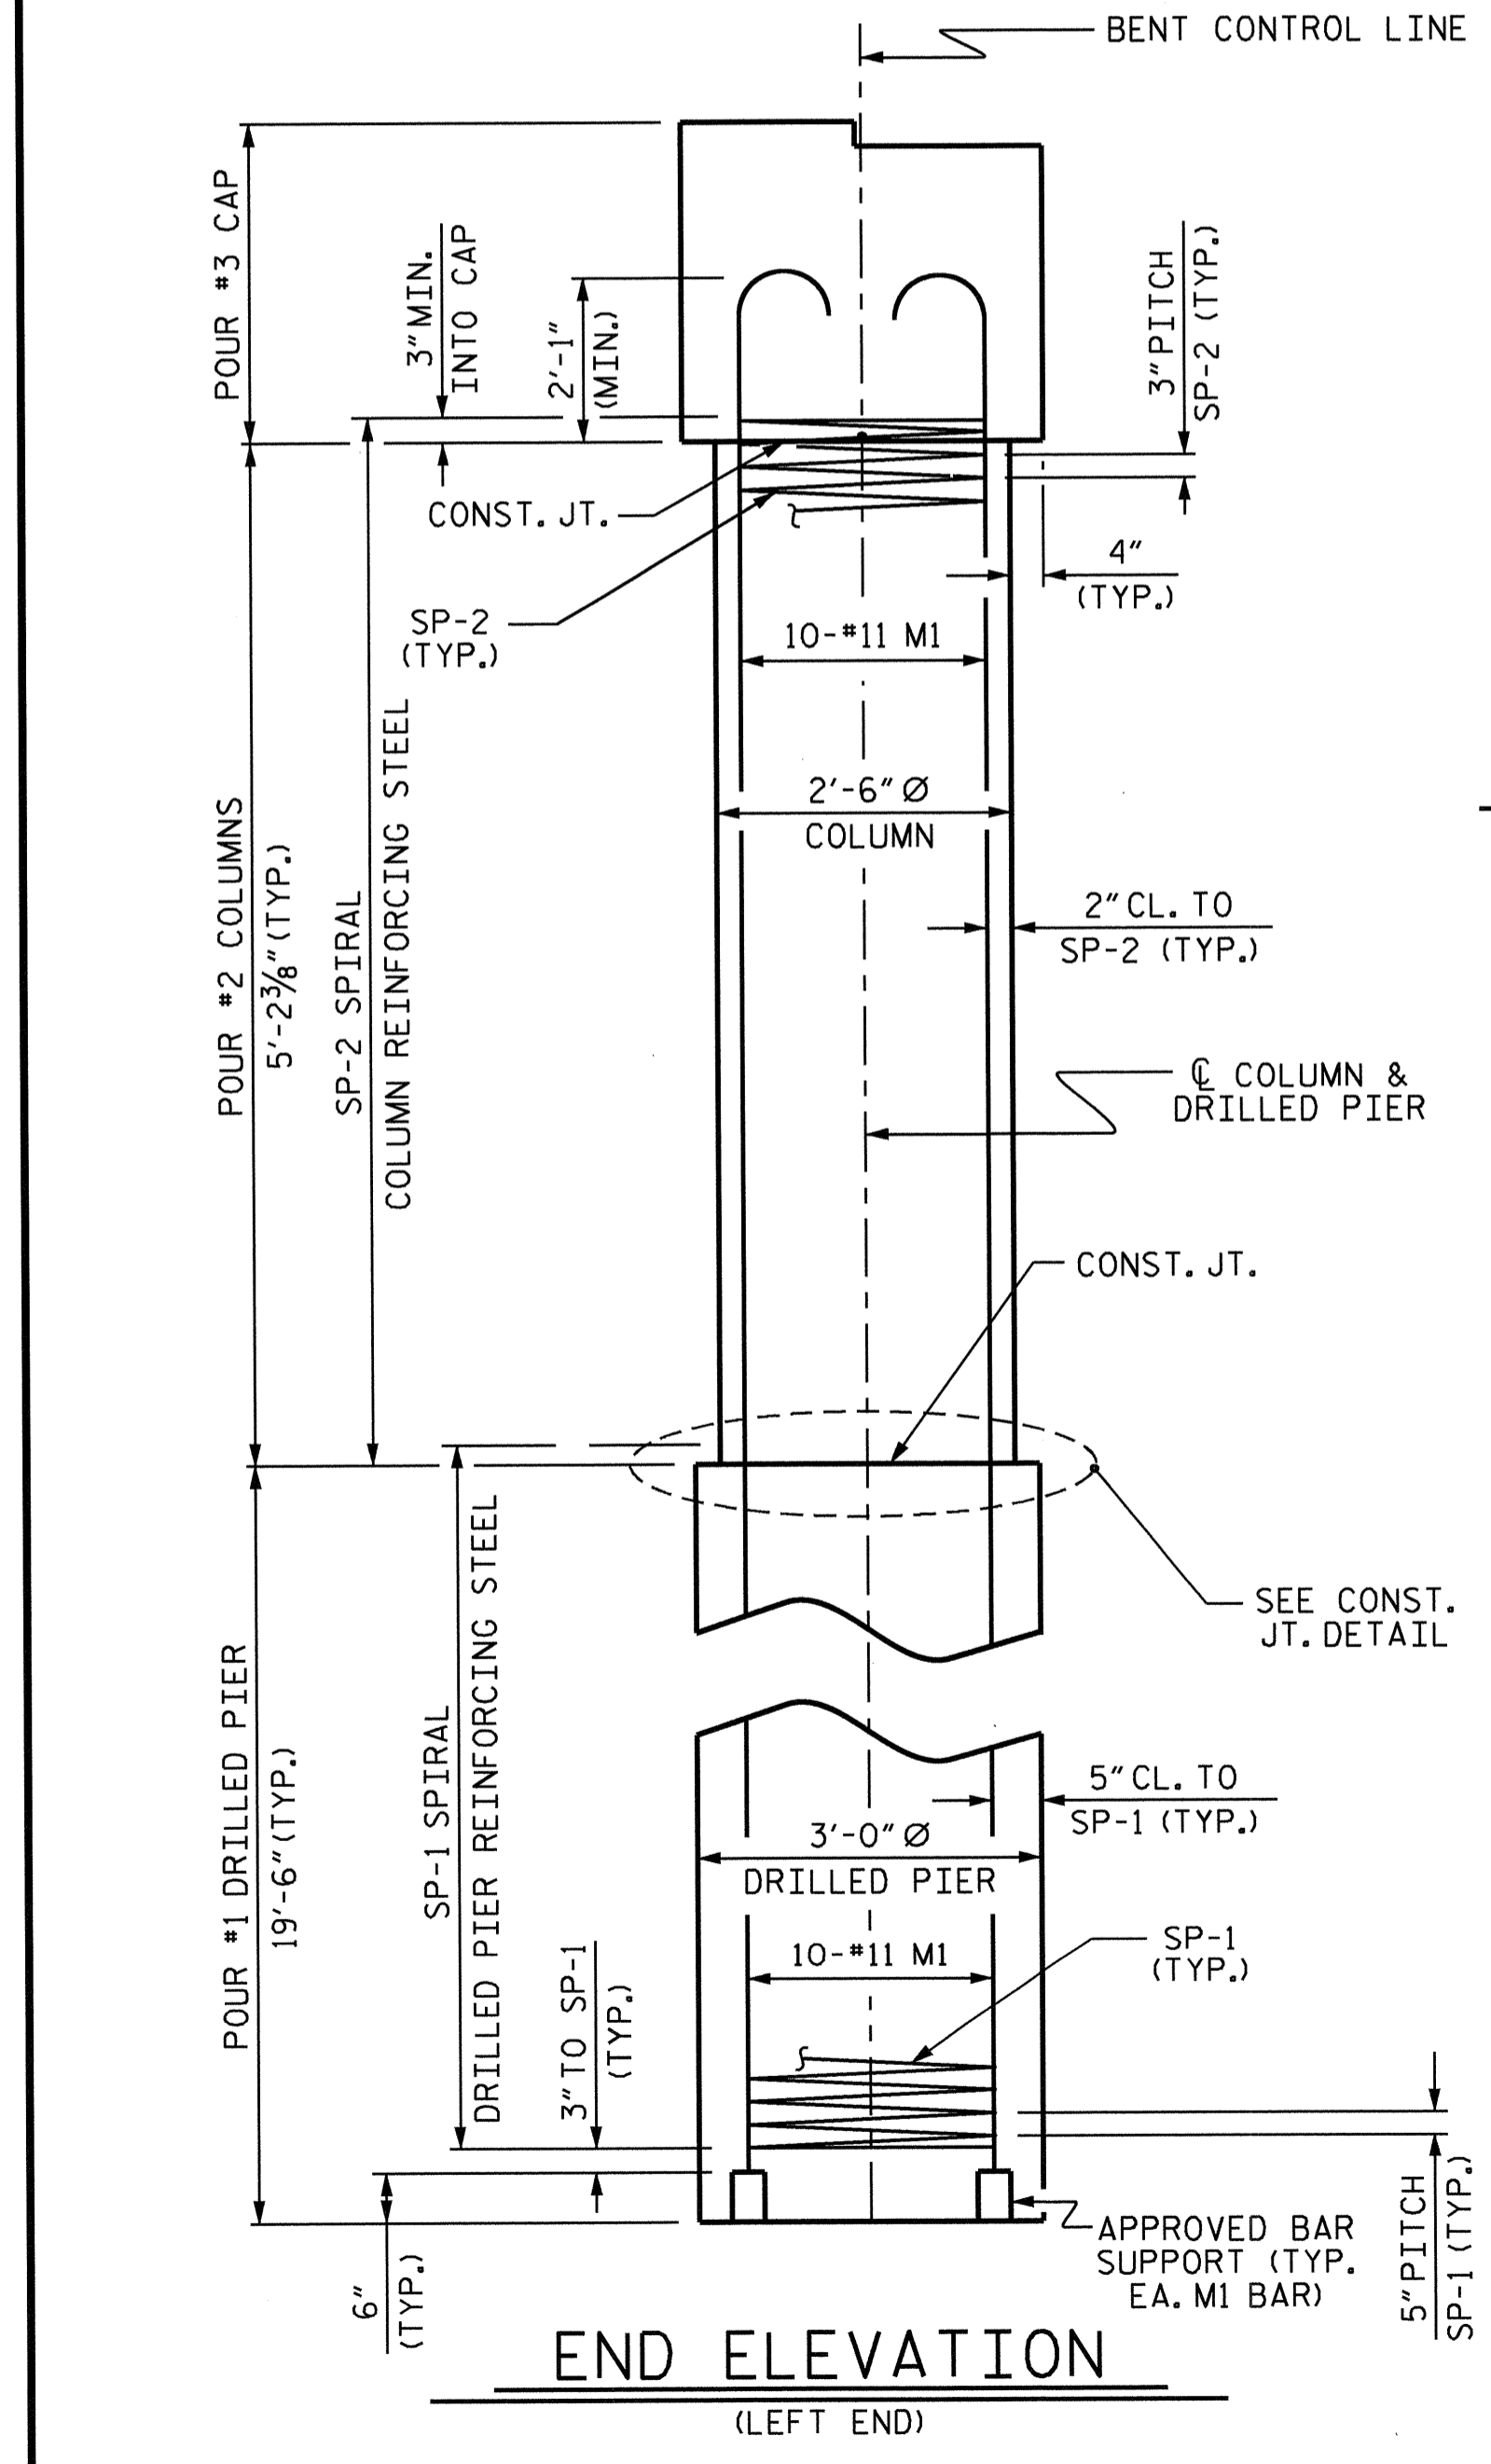 BENT CONTROL LINE
POUR #3 CAP
3" MIN.
INTO CAP
2'-1"
(MIN.)
3" PITCH
SP-2 (TYP.)
CONST. JT.
4"
(TYP.)
SP-2
(TYP.)
10-#11 M1
2'-6" Ø
COLUMN
POUR #2 COLUMNS
5'-2⅜" (TYP.)
SP-2 SPIRAL
COLUMN REINFORCING STEEL
2" CL. TO
SP-2 (TYP.)
℄ COLUMN &
DRILLED PIER
CONST. JT.
SEE CONST.
JT. DETAIL
POUR #1 DRILLED PIER
19'-6" (TYP.)
SP-1 SPIRAL
DRILLED PIER REINFORCING STEEL
5" CL. TO
SP-1 (TYP.)
3'-0" Ø
DRILLED PIER
10-#11 M1
SP-1
(TYP.)
3" TO SP-1
(TYP.)
6"
(TYP.)
APPROVED BAR
SUPPORT (TYP.
EA. M1 BAR)
5" PITCH
SP-1 (TYP.)
END ELEVATION
(LEFT END)